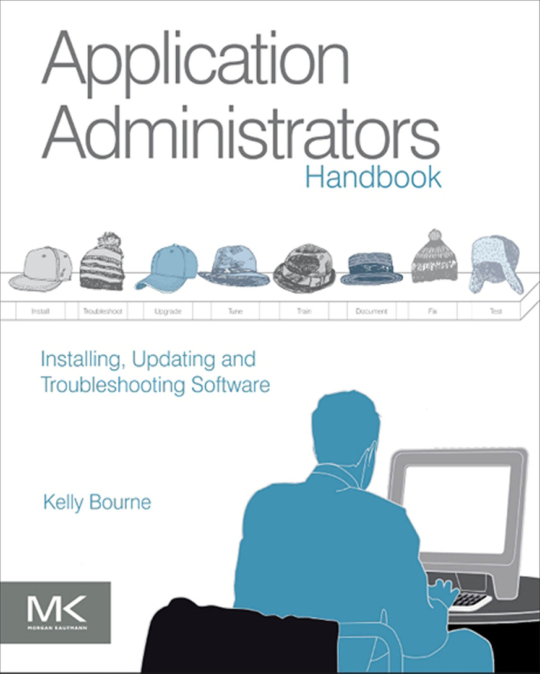 Application
Administrators
Handbook
Install Troubleshoot Upgrade Tune Train Document Fix Test
Installing, Updating and
Troubleshooting Software
Kelly Bourne
MK
MORGAN KAUFMANN